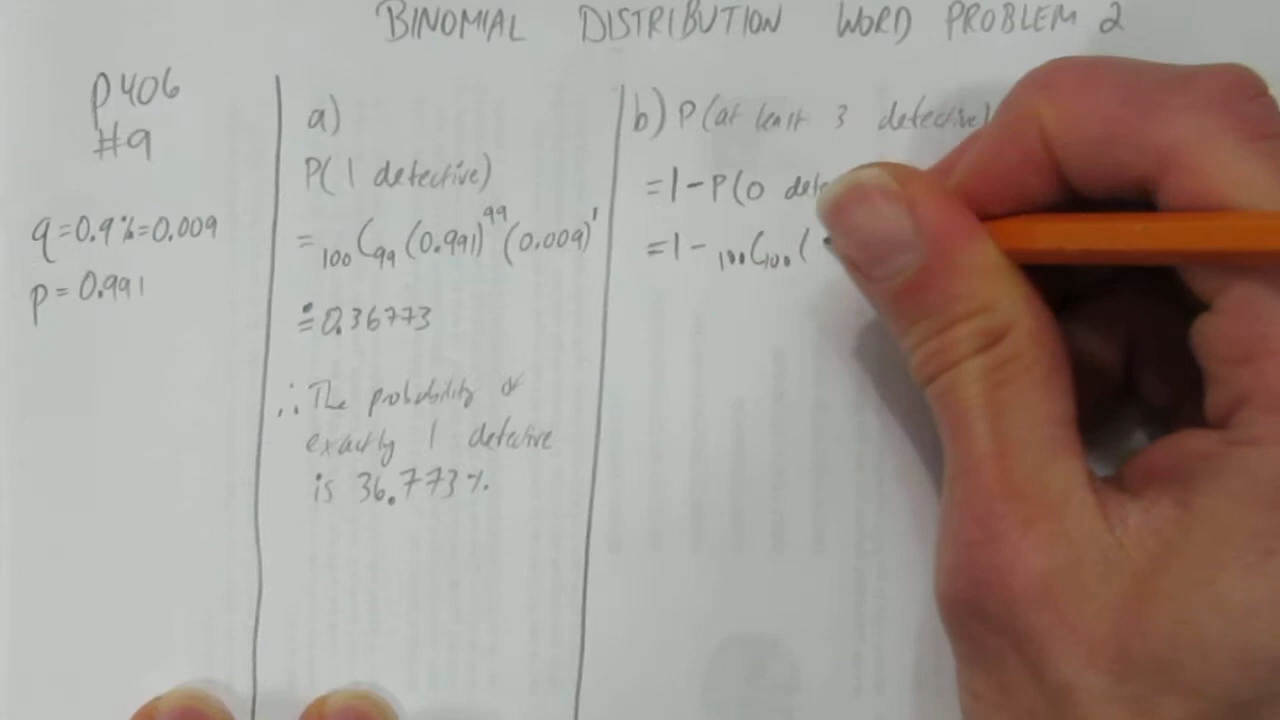 BINOMIAL DISTRIBUTION WORD PROBLEM 2
p406
#9
q=0.9%=0.009
p=0.991
a)
P(1 detective)
= ₁₀₀C₉₉ (0.991)⁹⁹ (0.009)¹
≐0.36773
∴ The probability of
exactly 1 defective
is 36.773%.
b) P(at least 3 defective)
=1-P(0
=1- ₁₀₀C₁₀₀ (